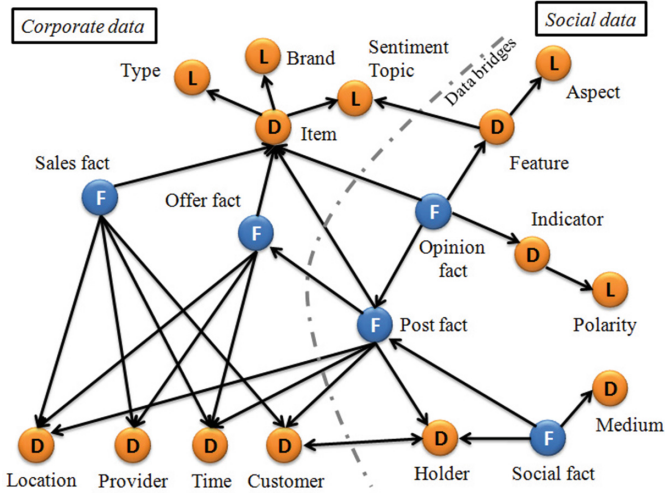 Corporate data
Social data
Data bridges
Type
L
Brand
L
Sentiment
Topic
L
L
Aspect
D
Item
D
Feature
Sales fact
F
Offer fact
F
F
Opinion
fact
Indicator
D
L
Polarity
F
Post fact
D
Medium
D
Location
D
Provider
D
Time
D
Customer
D
Holder
F
Social fact